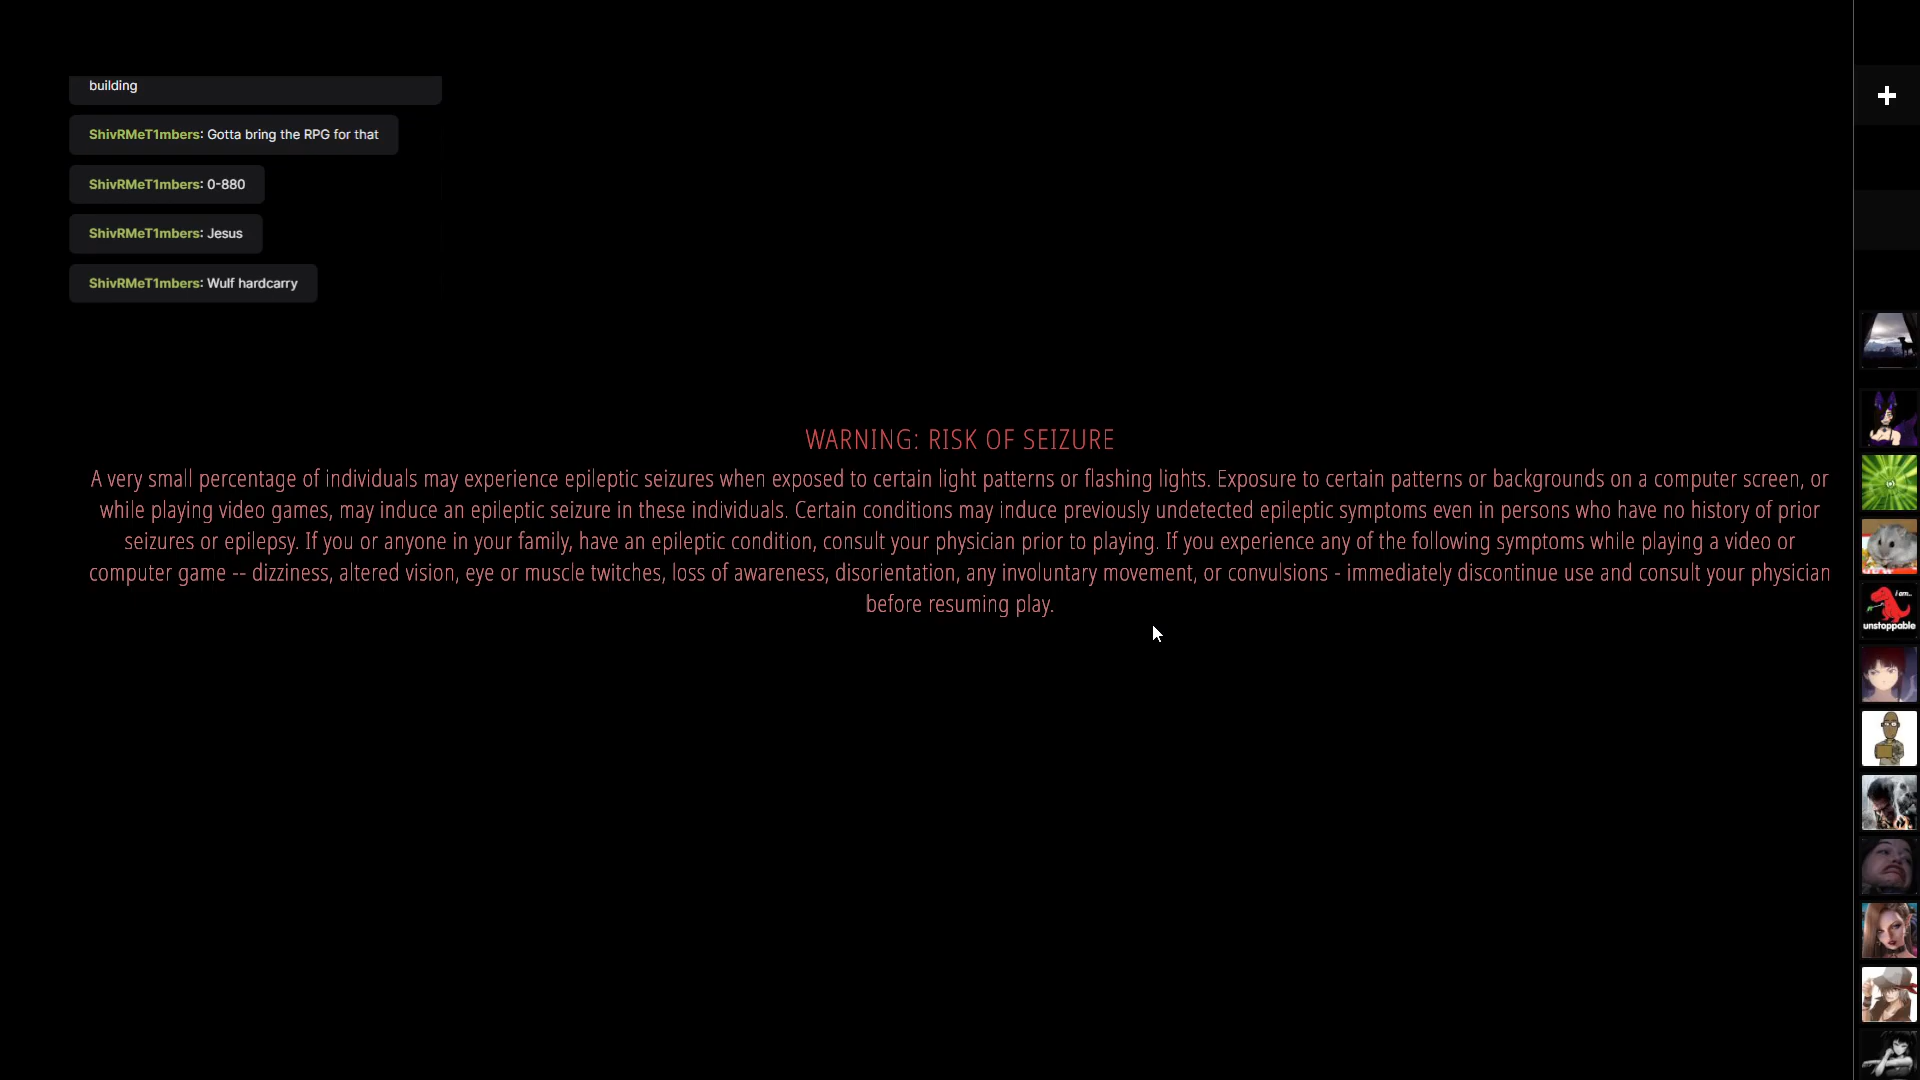 building
ShivRMeT1mbers: Gotta bring the RPG for that
ShivRMeT1mbers: 0-880
ShivRMeT1mbers: Jesus
ShivRMeT1mbers: Wulf hardcarry
WARNING: RISK OF SEIZURE
A very small percentage of individuals may experience epileptic seizures when exposed to certain light patterns or flashing lights. Exposure to certain patterns or backgrounds on a computer screen, or
while playing video games, may induce an epileptic seizure in these individuals. Certain conditions may induce previously undetected epileptic symptoms even in persons who have no history of prior
seizures or epilepsy. If you or anyone in your family, have an epileptic condition, consult your physician prior to playing. If you experience any of the following symptoms while playing a video or
computer game -- dizziness, altered vision, eye or muscle twitches, loss of awareness, disorientation, any involuntary movement, or convulsions - immediately discontinue use and consult your physician
before resuming play.
i am..
unstoppable